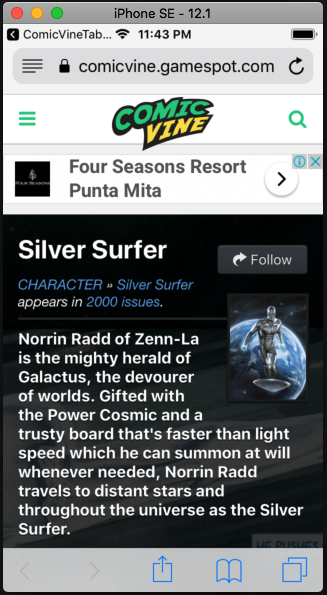 iPhone SE - 12.1
ComicVineTab... 11:43 PM
comicvine.gamespot.com
COMIC
VINE
FOUR SEASONS
Four Seasons Resort
Punta Mita
Silver Surfer
Follow
CHARACTER » Silver Surfer
appears in 2000 issues.
Norrin Radd of Zenn-La
is the mighty herald of
Galactus, the devourer
of worlds. Gifted with
the Power Cosmic and a
trusty board that's faster than light
speed which he can summon at will
whenever needed, Norrin Radd
travels to distant stars and
throughout the universe as the Silver
Surfer.